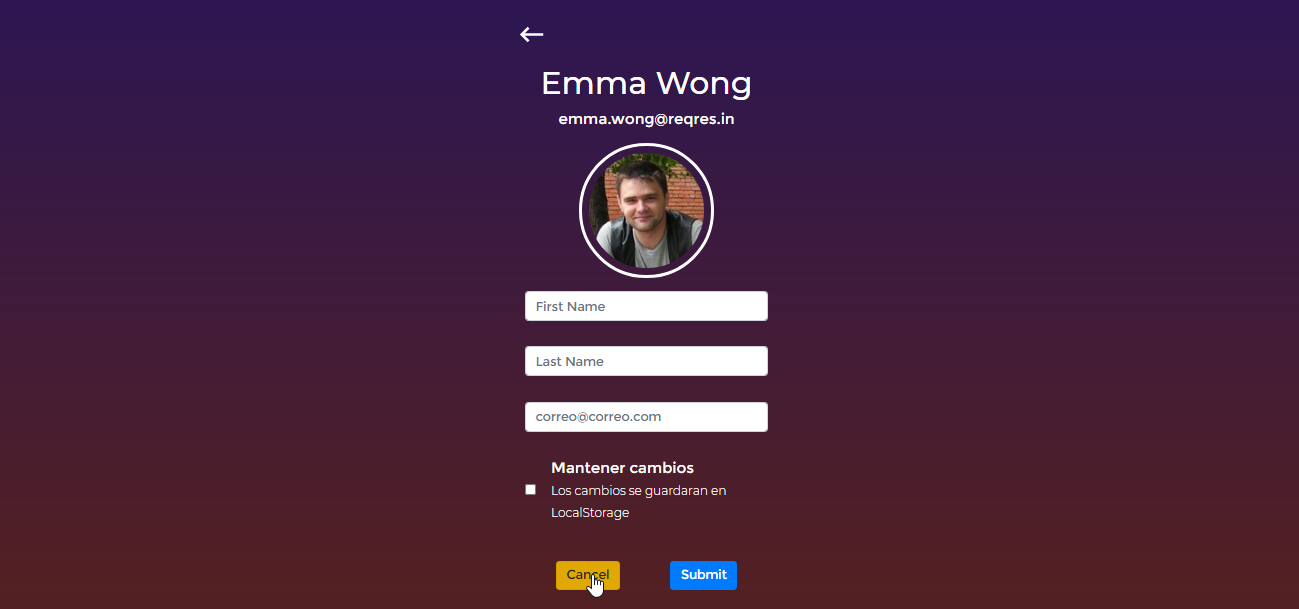 Emma Wong
emma.wong@reqres.in
First Name
Last Name
correo@correo.com
Mantener cambios
Los cambios se guardaran en
LocalStorage
Cancel
Submit